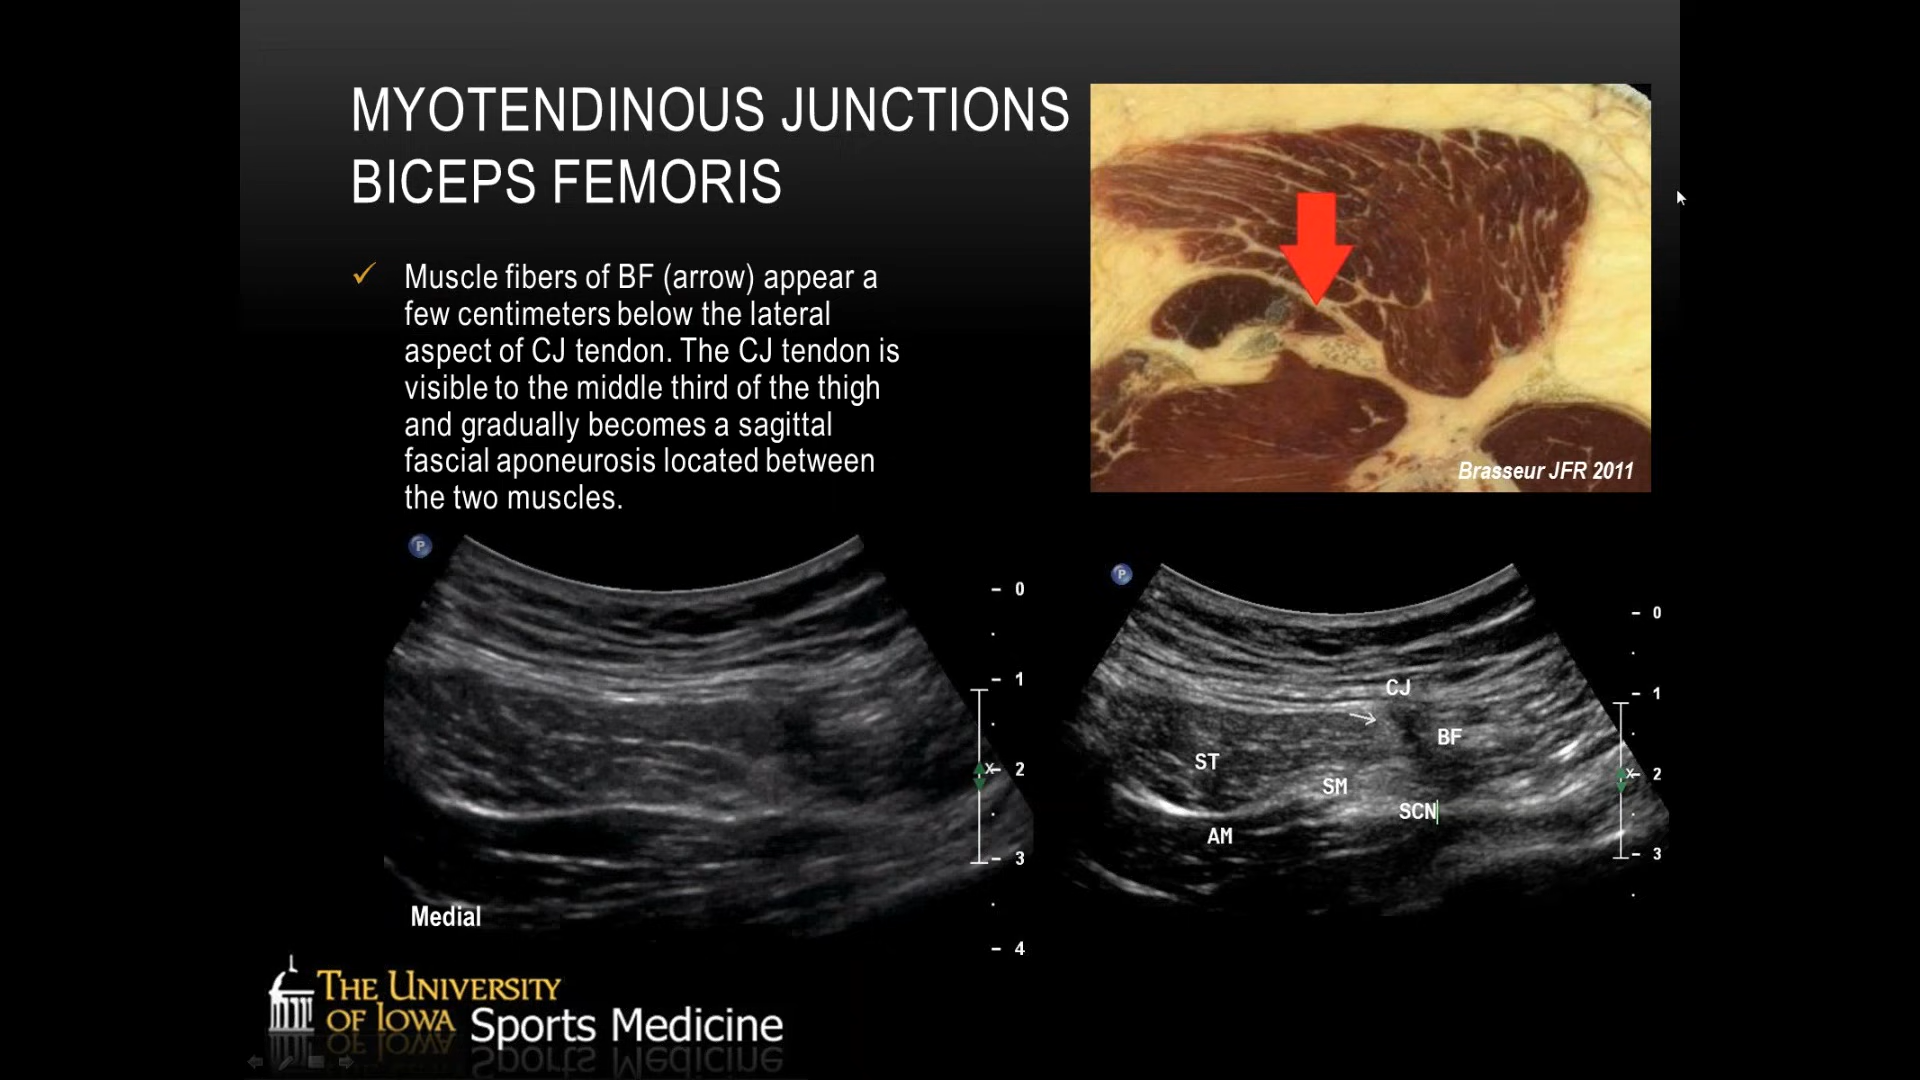 MYOTENDINOUS JUNCTIONS
BICEPS FEMORIS
✓ Muscle fibers of BF (arrow) appear a
few centimeters below the lateral
aspect of CJ tendon. The CJ tendon is
visible to the middle third of the thigh
and gradually becomes a sagittal
fascial aponeurosis located between
the two muscles.
Brasseur JFR 2011
P
0
1
x 2
3
4
Medial
P
0
1
x 2
3
CJ
BF
ST
SM
SCN
AM
THE UNIVERSITY
OF IOWA Sports Medicine